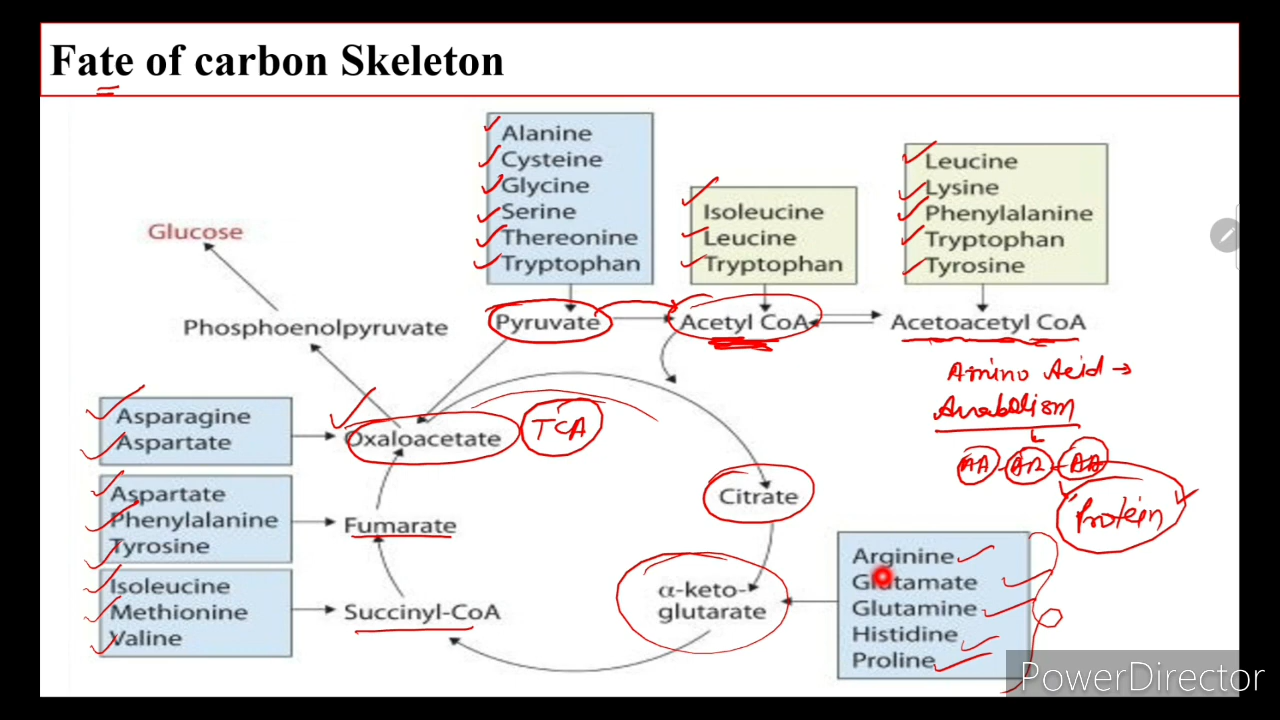 Fate of carbon Skeleton
Alanine
Cysteine
Glycine
Serine
Thereonine
Tryptophan
Isoleucine
Leucine
Tryptophan
Leucine
Lysine
Phenylalanine
Tryptophan
Tyrosine
Glucose
Phosphoenolpyruvate
Pyruvate
Acetyl CoA
Acetoacetyl CoA
Amino Acid →
Anabolism
AA - AA - AA
"Protein"
Asparagine
Aspartate
Oxaloacetate
TCA
Aspartate
Phenylalanine
Tyrosine
Fumarate
Citrate
Isoleucine
Methionine
Valine
Succinyl-CoA
α-keto-
glutarate
Arginine
Glutamate
Glutamine
Histidine
Proline
PowerDirector